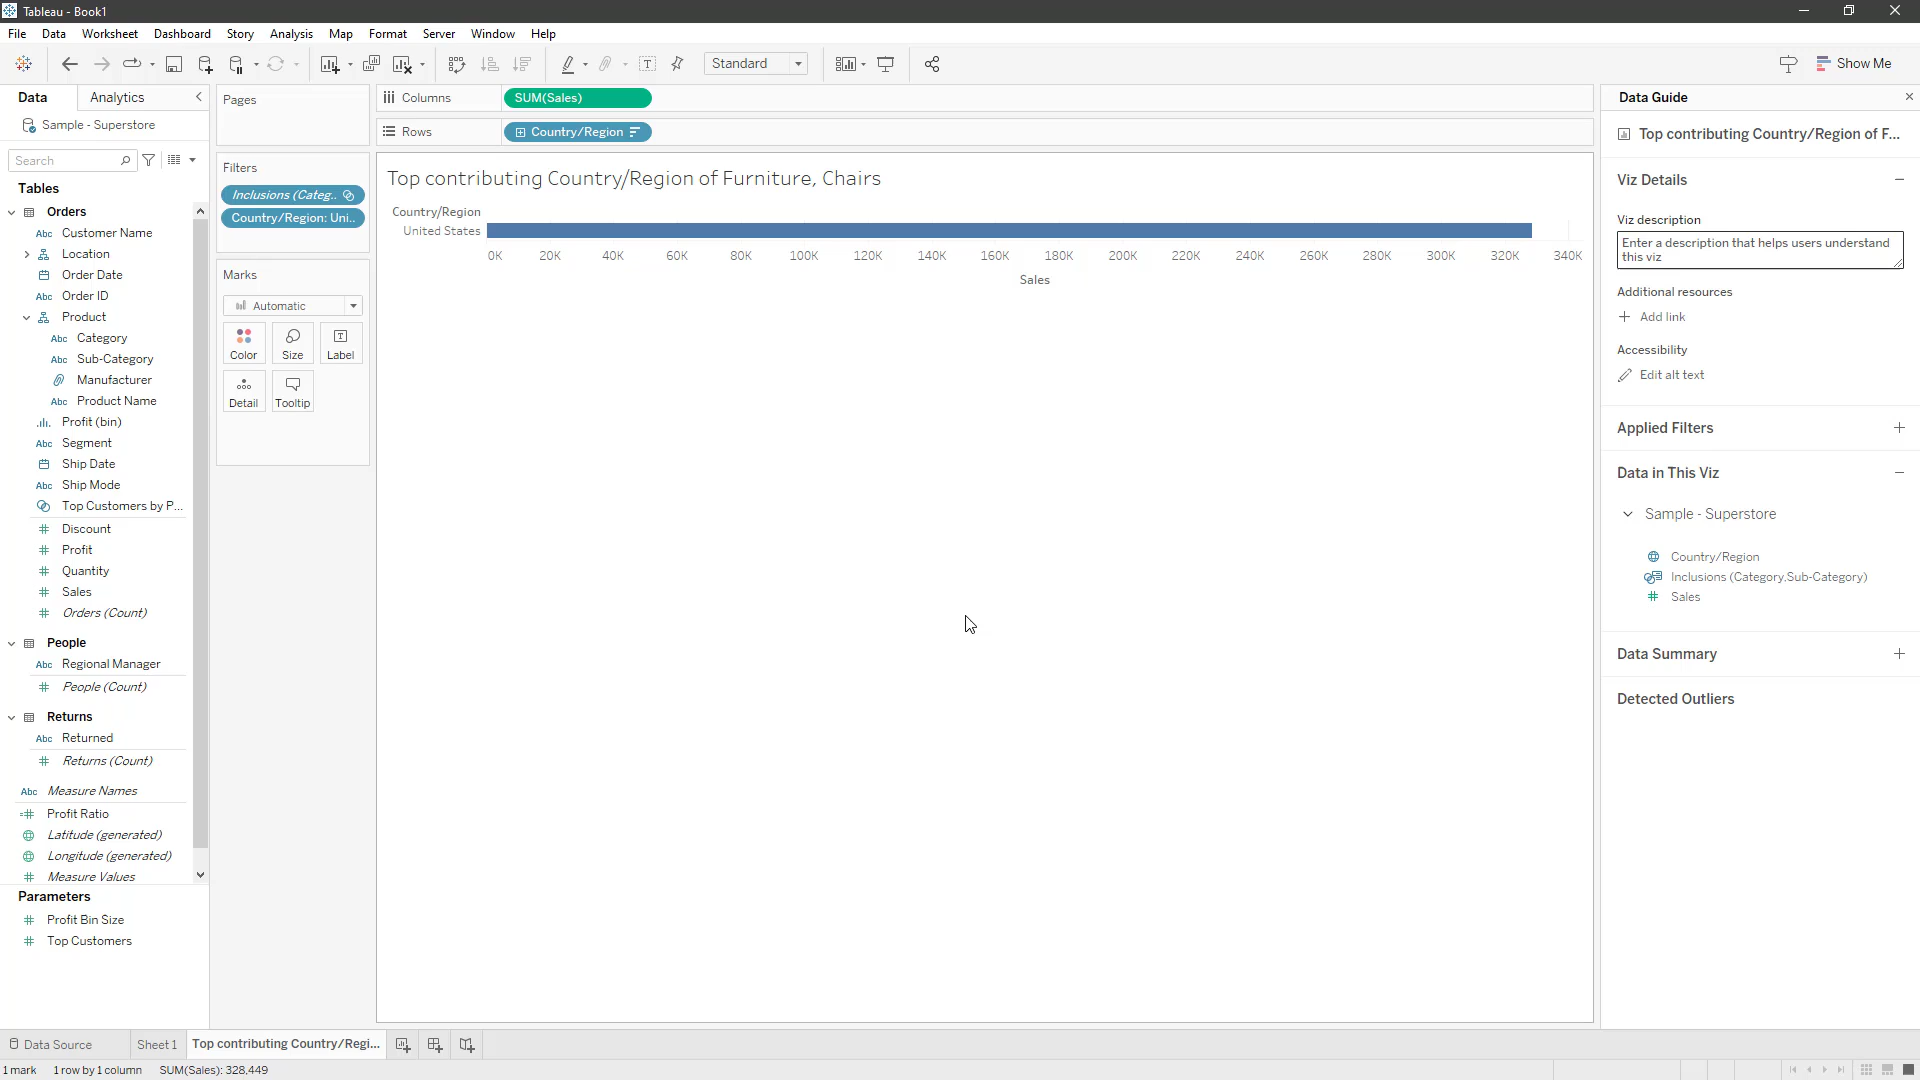 Tableau - Book1
File Data Worksheet Dashboard Story Analysis Map Format Server Window Help
Standard
Show Me
Data Analytics
Sample - Superstore
Search
Tables
Orders
Abc Customer Name
Location
Order Date
Abc Order ID
Product
Abc Category
Abc Sub-Category
Manufacturer
Abc Product Name
Profit (bin)
Abc Segment
Ship Date
Abc Ship Mode
Top Customers by P...
Discount
Profit
Quantity
Sales
Orders (Count)
People
Abc Regional Manager
People (Count)
Returns
Abc Returned
Returns (Count)
Abc Measure Names
Profit Ratio
Latitude (generated)
Longitude (generated)
Measure Values
Parameters
Profit Bin Size
Top Customers
Pages
Filters
Inclusions (Categ..
Country/Region: Uni..
Marks
Automatic
Color Size Label
Detail Tooltip
Columns SUM(Sales)
Rows Country/Region
Top contributing Country/Region of Furniture, Chairs
Country/Region
United States
0K 20K 40K 60K 80K 100K 120K 140K 160K 180K 200K 220K 240K 260K 280K 300K 320K 340K
Sales
Data Guide
Top contributing Country/Region of F...
Viz Details
Viz description
Enter a description that helps users understand
this viz
Additional resources
Add link
Accessibility
Edit alt text
Applied Filters
Data in This Viz
Sample - Superstore
Country/Region
Inclusions (Category,Sub-Category)
Sales
Data Summary
Detected Outliers
Data Source Sheet 1 Top contributing Country/Regi...
1 mark 1 row by 1 column SUM(Sales): 328,449